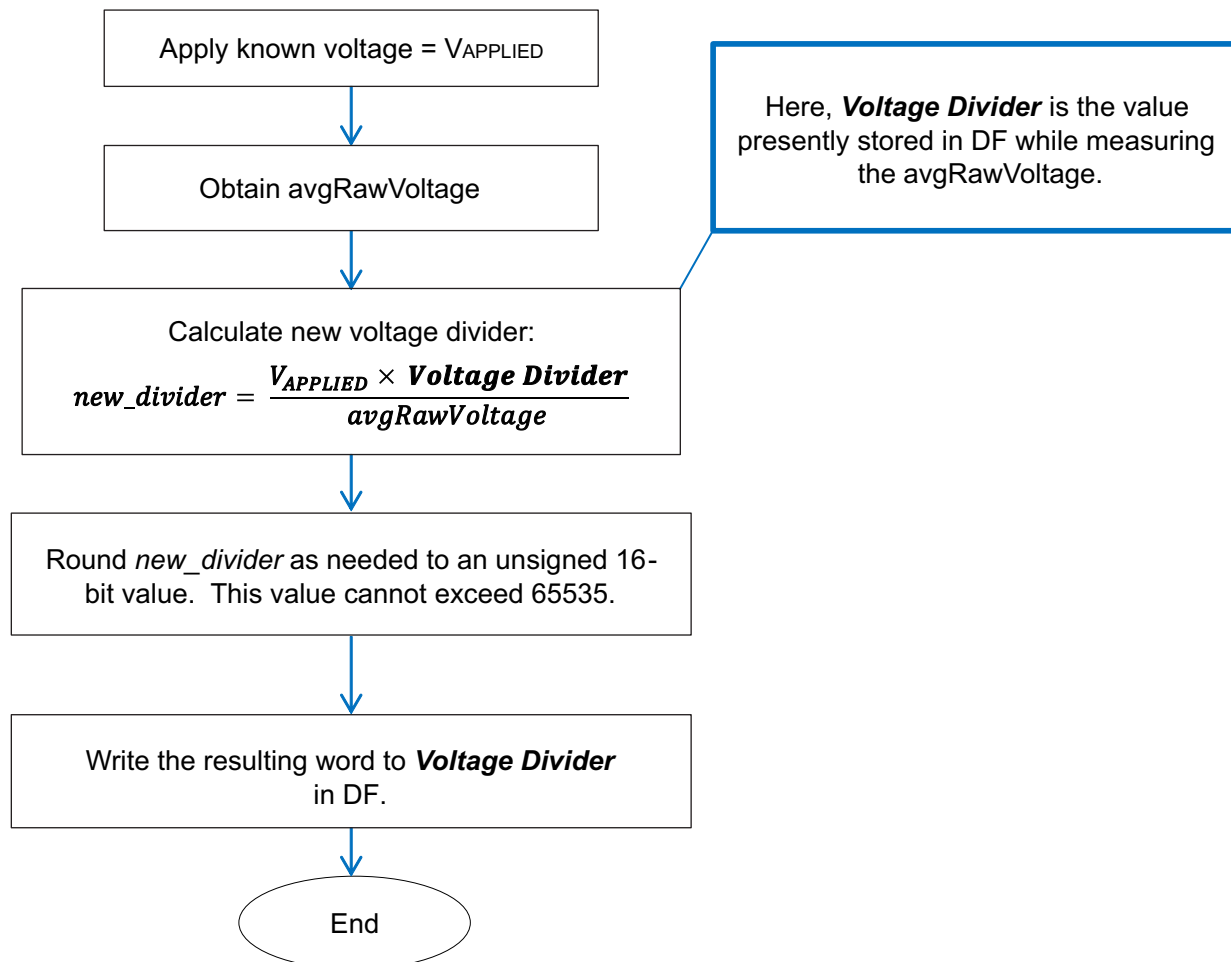 Apply known voltage = VAPPLIED
Here, Voltage Divider is the value
presently stored in DF while measuring
the avgRawVoltage.
Obtain avgRawVoltage
Calculate new voltage divider:
new_divider = VAPPLIED × Voltage Divider
avgRawVoltage
Round new_divider as needed to an unsigned 16-
bit value. This value cannot exceed 65535.
Write the resulting word to Voltage Divider
in DF.
End